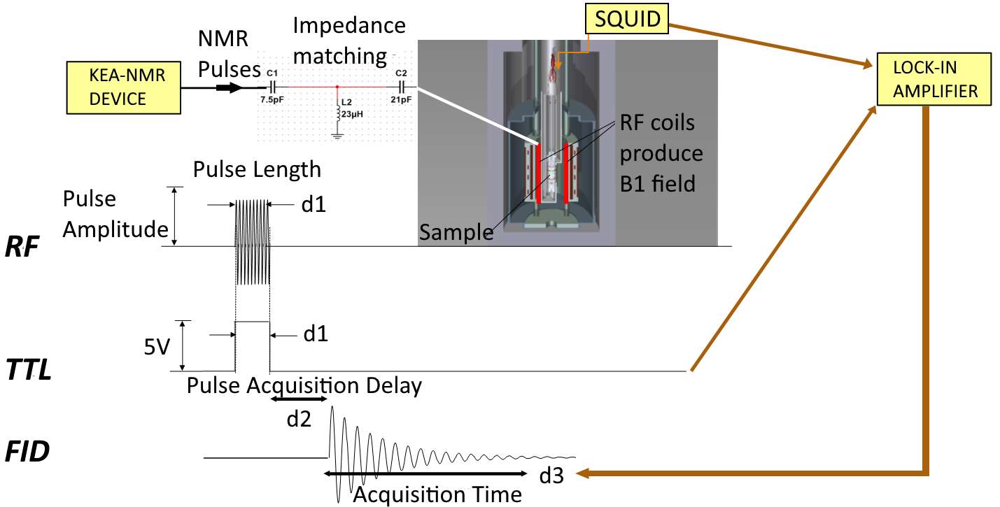 SQUID
Impedance
matching
NMR
Pulses
KEA-NMR
DEVICE
C1
7.5pF
C2
21pF
L2
23µH
LOCK-IN
AMPLIFIER
RF coils
produce
B1 field
Sample
Pulse Length
Pulse
Amplitude
d1
RF
5V
d1
TTL
Pulse Acquisition Delay
d2
FID
d3
Acquisition Time